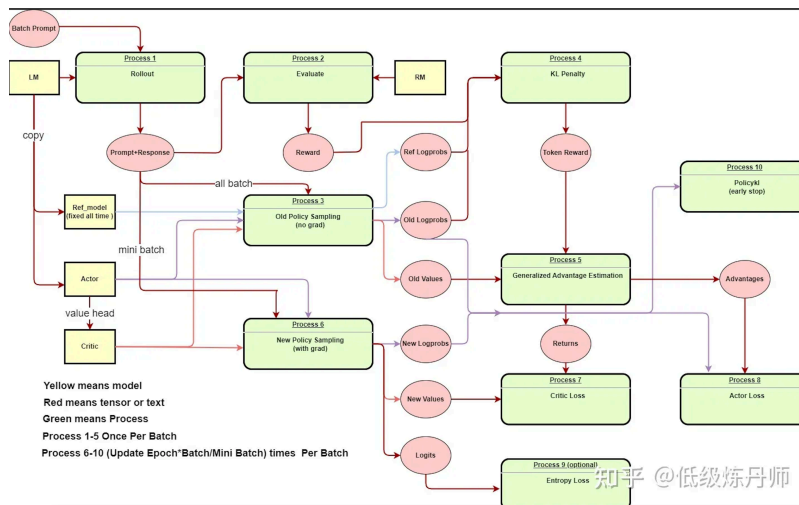 Batch Prompt
Process 1
Rollout
Process 2
Evaluate
Process 4
KL Penalty
LM
RM
copy
Prompt+Response
Reward
Ref Logprobs
Token Reward
all batch
Process 10
Policykl
(early stop)
Process 3
Old Policy Sampling
(no grad)
Ref_model
(fixed all time )
Old Logprobs
mini batch
Process 5
Generalized Advantage Estimation
Actor
Old Values
Advantages
value head
Process 6
New Policy Sampling
(with grad)
Critic
New Logprobs
Returns
Yellow means model
Red means tensor or text
Green means Process
Process 1-5 Once Per Batch
Process 6-10 (Update Epoch*Batch/Mini Batch) times Per Batch
New Values
Process 7
Critic Loss
Process 8
Actor Loss
Logits
Process 9 (optional)
Entropy Loss
知乎 @低级炼丹师